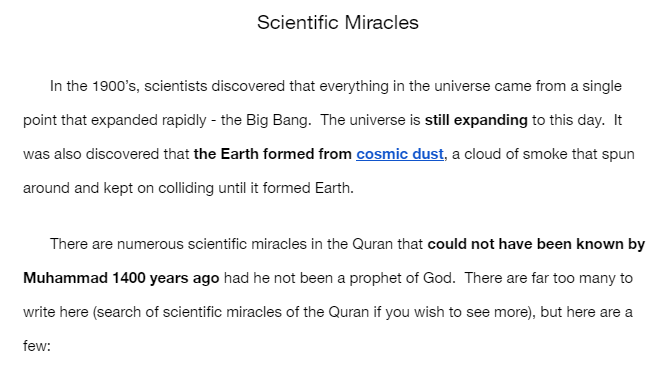 Scientific Miracles
In the 1900's, scientists discovered that everything in the universe came from a single
point that expanded rapidly - the Big Bang.  The universe is still expanding to this day.  It
was also discovered that the Earth formed from cosmic dust, a cloud of smoke that spun
around and kept on colliding until it formed Earth.
There are numerous scientific miracles in the Quran that could not have been known by
Muhammad 1400 years ago had he not been a prophet of God.  There are far too many to
write here (search of scientific miracles of the Quran if you wish to see more), but here are a
few: